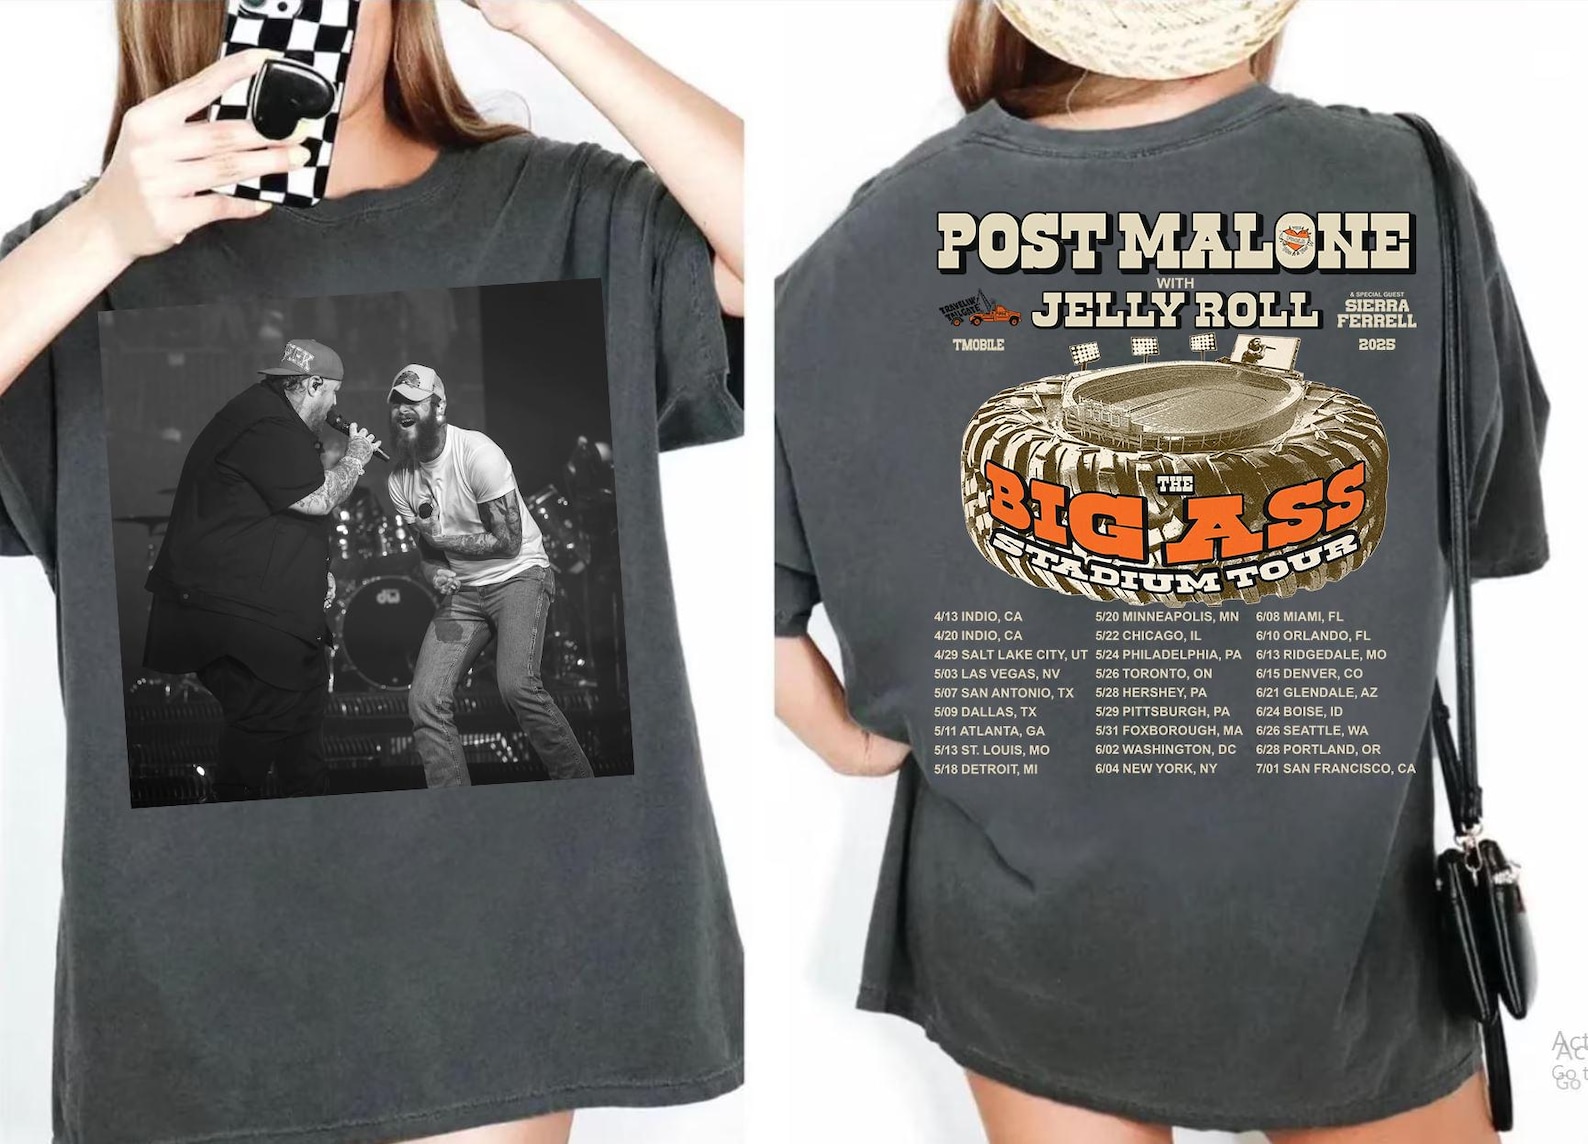 POST MALONE
WITH
JELLY ROLL
TRAVELIN'
TAILGATE
& SPECIAL GUEST
SIERRA
FERRELL
TMOBILE
2025
THE
BIG ASS
STADIUM TOUR
4/13 INDIO, CA
4/20 INDIO, CA
4/29 SALT LAKE CITY, UT
5/03 LAS VEGAS, NV
5/07 SAN ANTONIO, TX
5/09 DALLAS, TX
5/11 ATLANTA, GA
5/13 ST. LOUIS, MO
5/18 DETROIT, MI
5/20 MINNEAPOLIS, MN
5/22 CHICAGO, IL
5/24 PHILADELPHIA, PA
5/26 TORONTO, ON
5/28 HERSHEY, PA
5/29 PITTSBURGH, PA
5/31 FOXBOROUGH, MA
6/02 WASHINGTON, DC
6/04 NEW YORK, NY
6/08 MIAMI, FL
6/10 ORLANDO, FL
6/13 RIDGEDALE, MO
6/15 DENVER, CO
6/21 GLENDALE, AZ
6/24 BOISE, ID
6/26 SEATTLE, WA
6/28 PORTLAND, OR
7/01 SAN FRANCISCO, CA
dw
Go